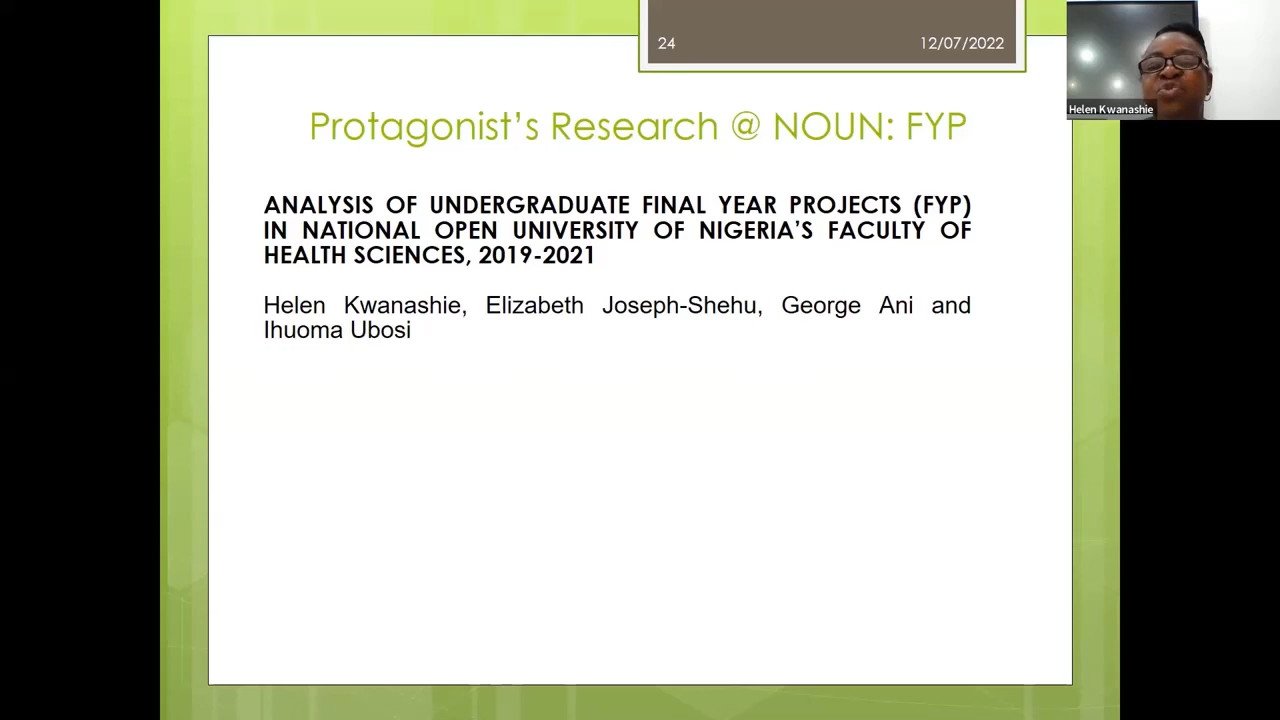 24 12/07/2022
Helen Kwanashie
Protagonist's Research @ NOUN: FYP
ANALYSIS OF UNDERGRADUATE FINAL YEAR PROJECTS (FYP)
IN NATIONAL OPEN UNIVERSITY OF NIGERIA'S FACULTY OF
HEALTH SCIENCES, 2019-2021
Helen Kwanashie, Elizabeth Joseph-Shehu, George Ani and
Ihuoma Ubosi